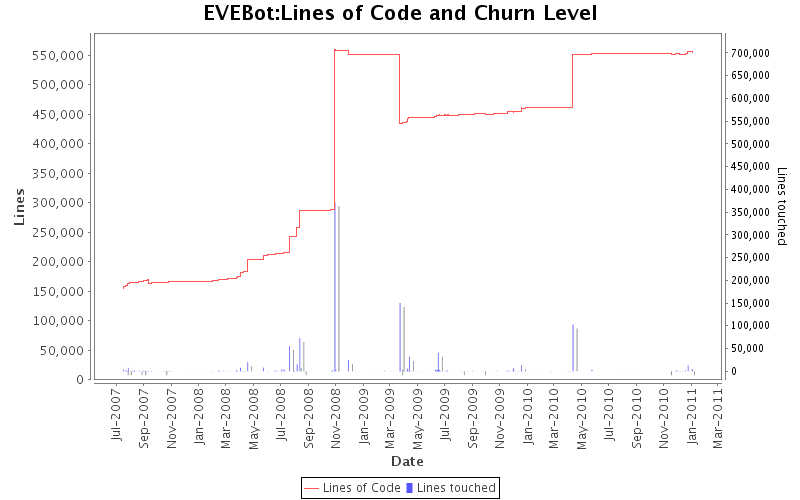 EVEBot:Lines of Code and Churn Level
Lines
550,000
500,000
450,000
400,000
350,000
300,000
250,000
200,000
150,000
100,000
50,000
0
700,000
650,000
600,000
550,000
500,000
450,000
400,000
350,000
300,000
250,000
200,000
150,000
100,000
50,000
0
Lines touched
Jul-2007
Sep-2007
Nov-2007
Jan-2008
Mar-2008
May-2008
Jul-2008
Sep-2008
Nov-2008
Jan-2009
Mar-2009
May-2009
Jul-2009
Sep-2009
Nov-2009
Jan-2010
Mar-2010
May-2010
Jul-2010
Sep-2010
Nov-2010
Jan-2011
Mar-2011
Date
Lines of Code
Lines touched